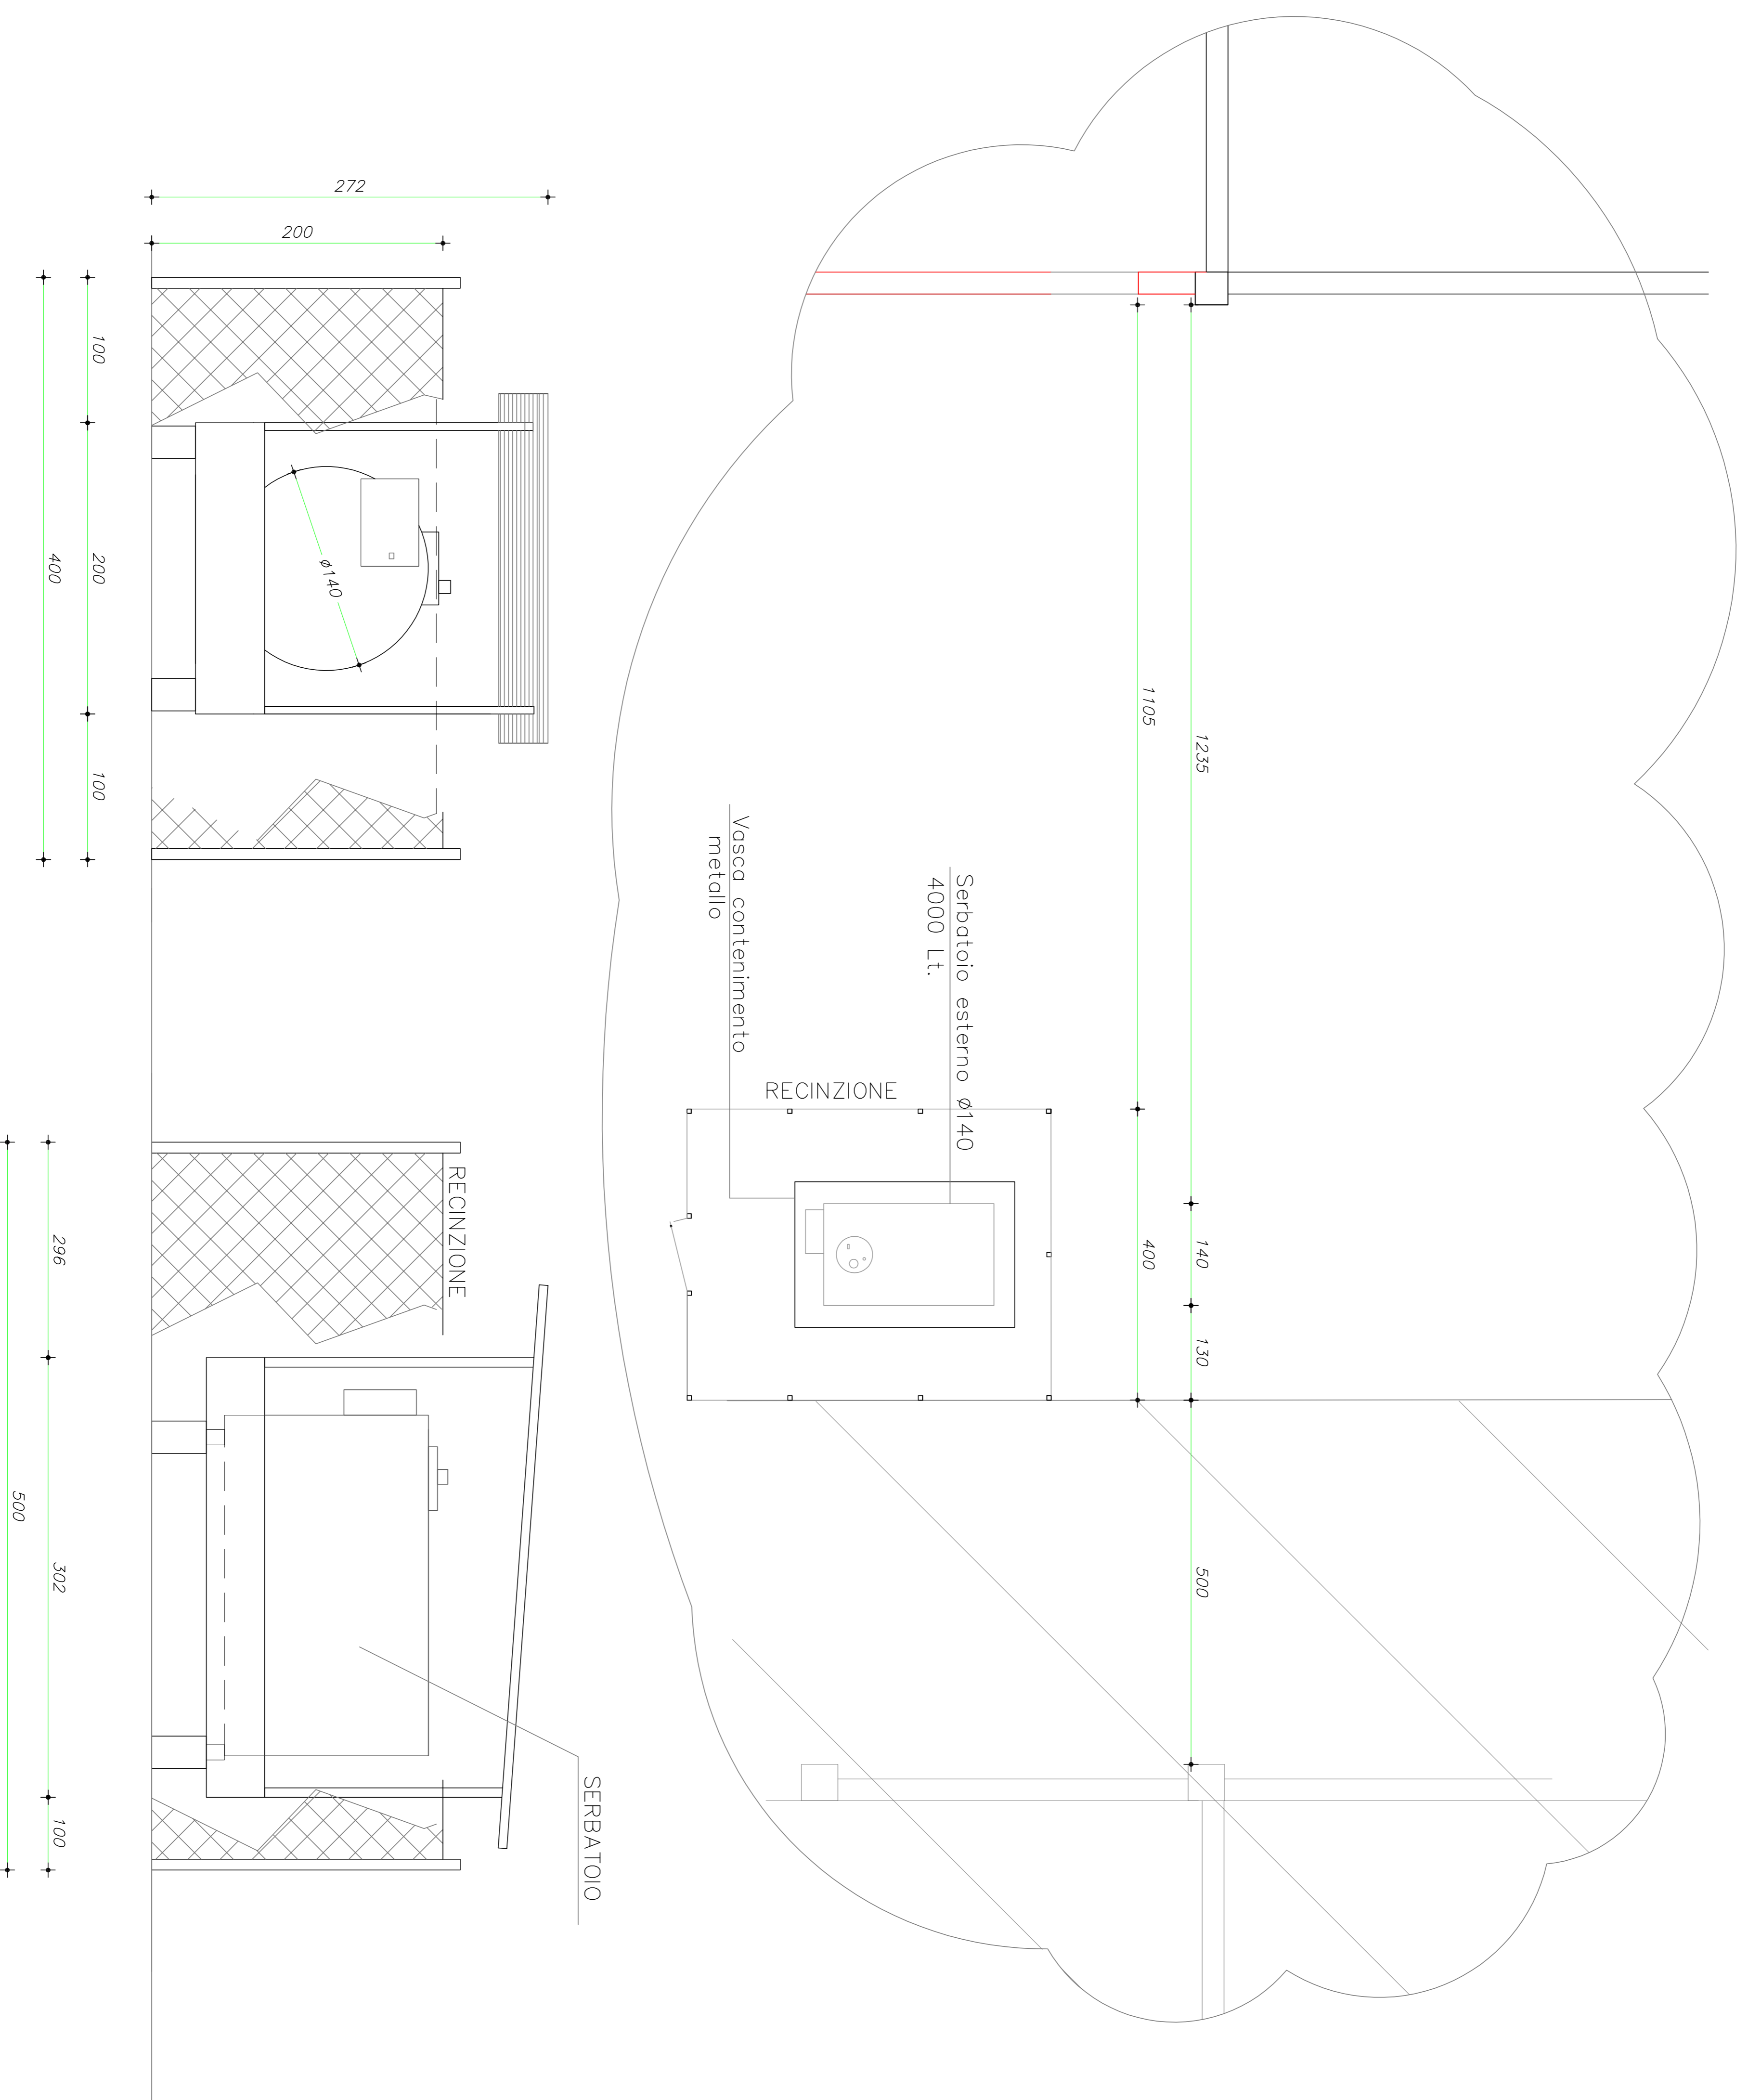 272
200
100
200
100
400
Ø140
1105
1235
400
140
130
500
Serbatoio esterno Ø140
4000 Lt.
Vasca contenimento
metallo
RECINZIONE
RECINZIONE
SERBATOIO
296
302
100
500